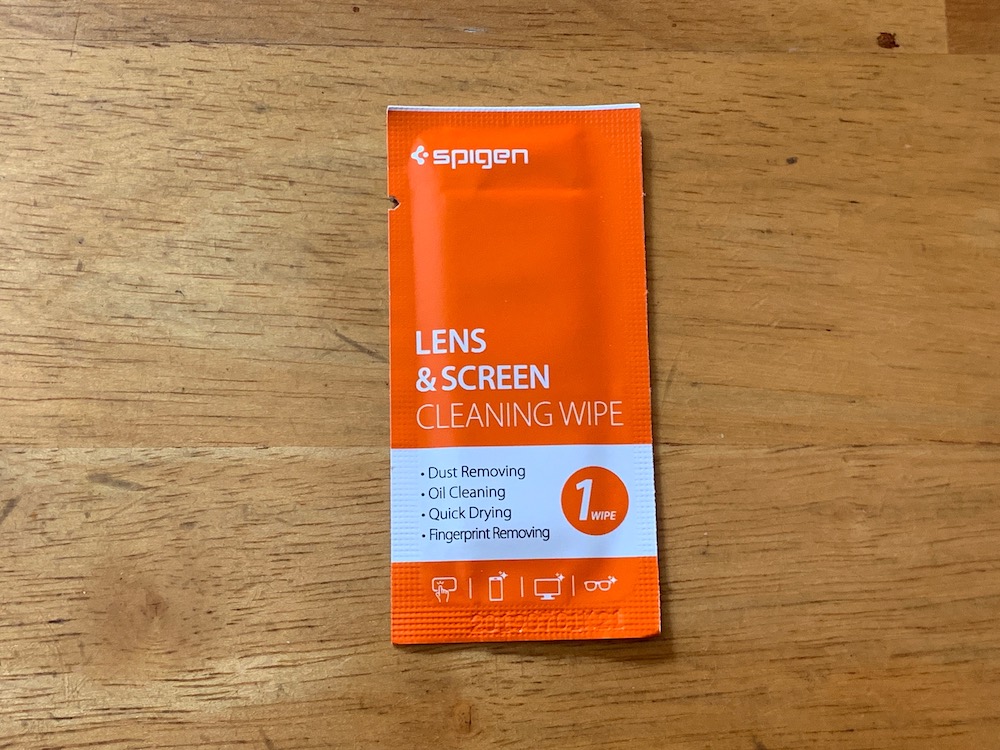 spigen
LENS
& SCREEN
CLEANING WIPE
• Dust Removing
• Oil Cleaning
• Quick Drying
• Fingerprint Removing
1
WIPE